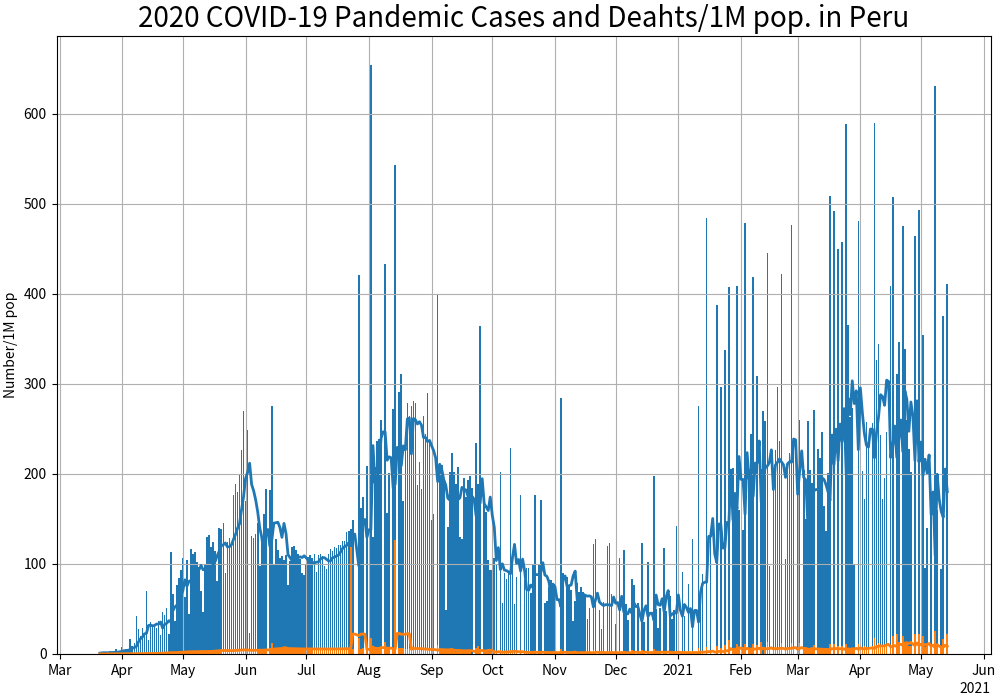 2020 COVID-19 Pandemic Cases and Deahts/1M pop. in Peru
Number/1M pop
600
500
400
300
200
100
0
Mar Apr May Jun Jul Aug Sep Oct Nov Dec 2021 Feb Mar Apr May Jun
2021